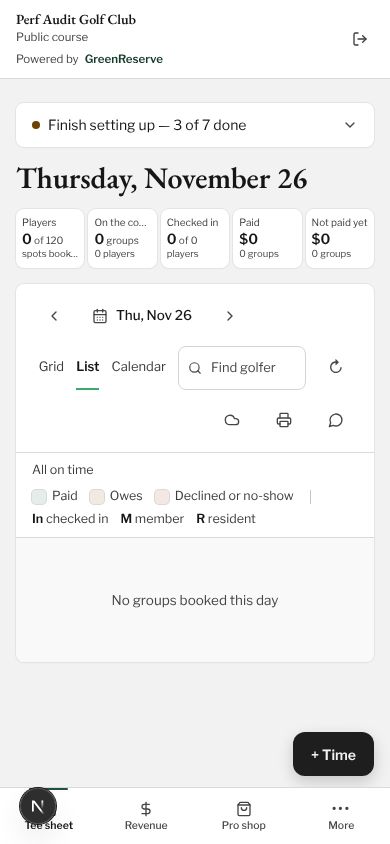 Perf Audit Golf Club
Public course
Powered by GreenReserve
Finish setting up — 3 of 7 done
Thursday, November 26
Players
0 of 120
spots book...
On the co...
0 groups
0 players
Checked in
0 of 0
players
Paid
$0
0 groups
Not paid yet
$0
0 groups
Thu, Nov 26
Grid List Calendar Find golfer
All on time
Paid Owes Declined or no-show
In checked in M member R resident
No groups booked this day
+ Time
N
Tee sheet Revenue Pro shop More